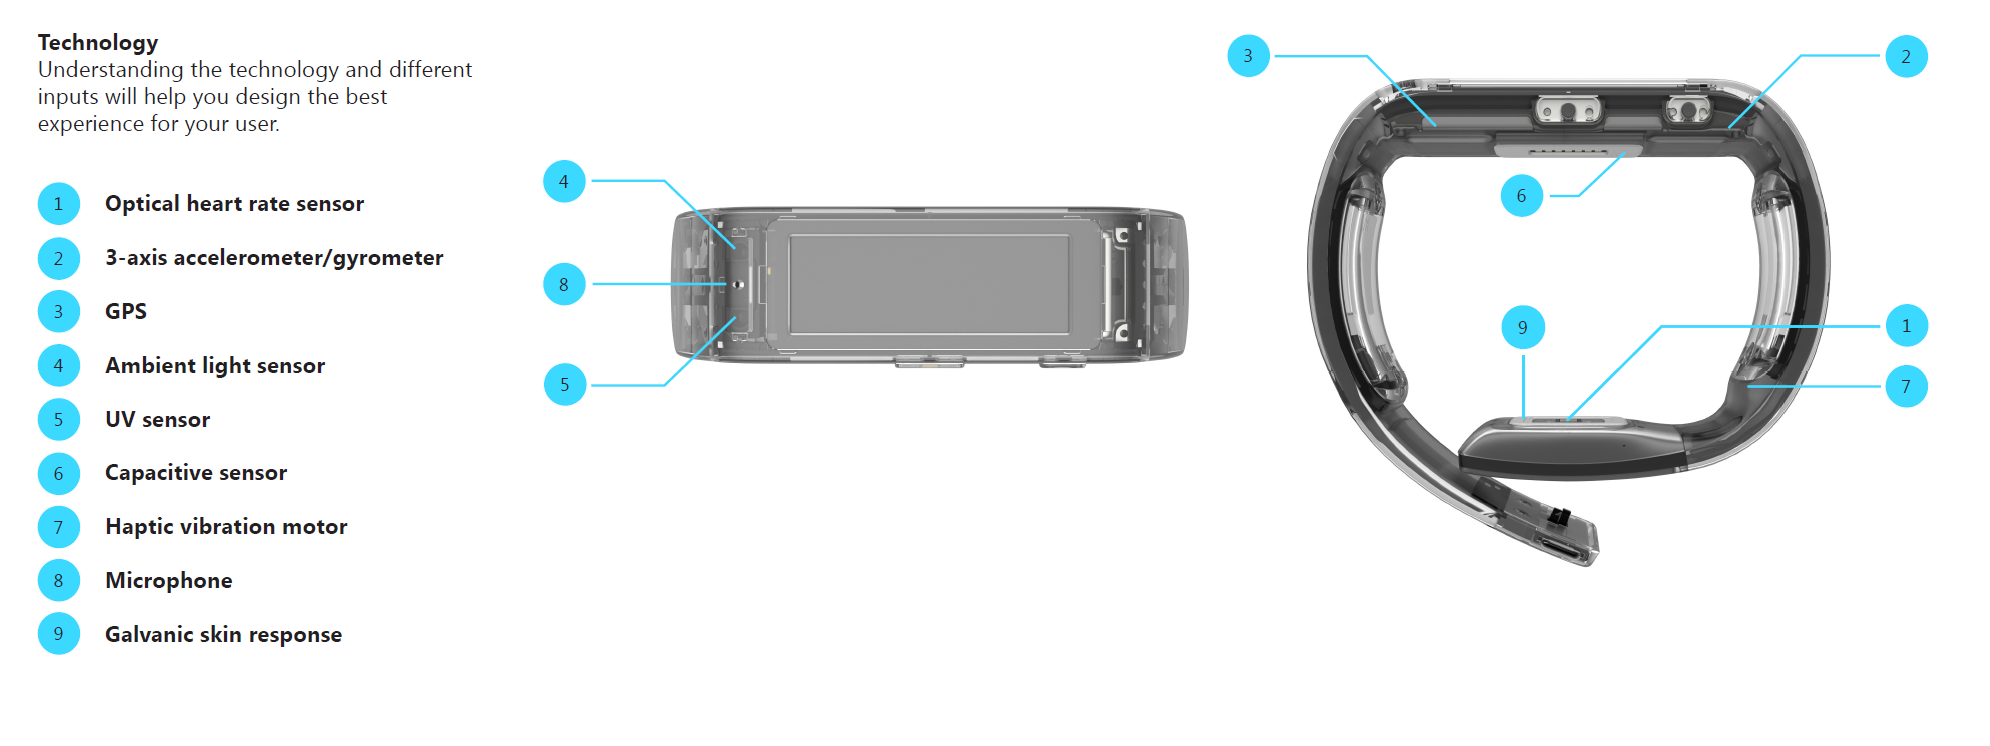 Technology
Understanding the technology and different
inputs will help you design the best
experience for your user.
1 Optical heart rate sensor
2 3-axis accelerometer/gyrometer
3 GPS
4 Ambient light sensor
5 UV sensor
6 Capacitive sensor
7 Haptic vibration motor
8 Microphone
9 Galvanic skin response
4
8
5
3
2
6
9
1
7